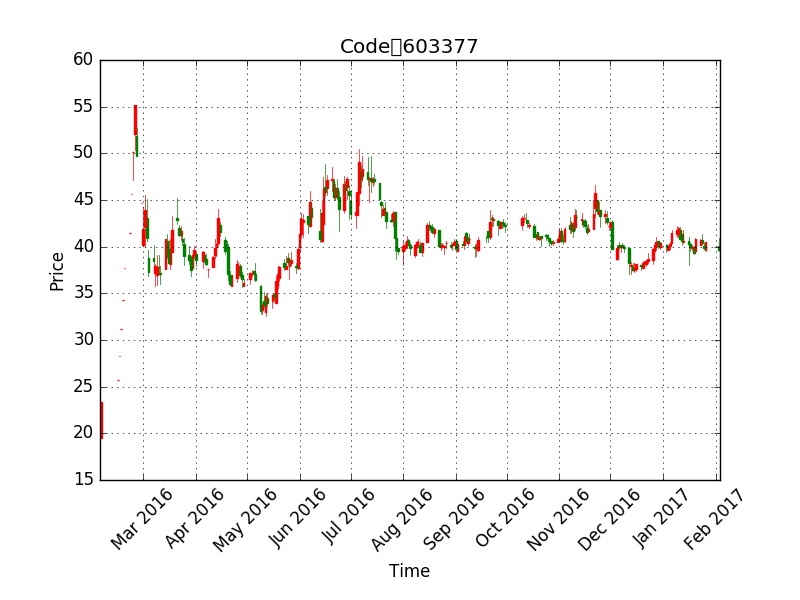 Code▯603377
60
55
50
45
40
35
30
25
20
15
Price
Mar 2016
Apr 2016
May 2016
Jun 2016
Jul 2016
Aug 2016
Sep 2016
Oct 2016
Nov 2016
Dec 2016
Jan 2017
Feb 2017
Time